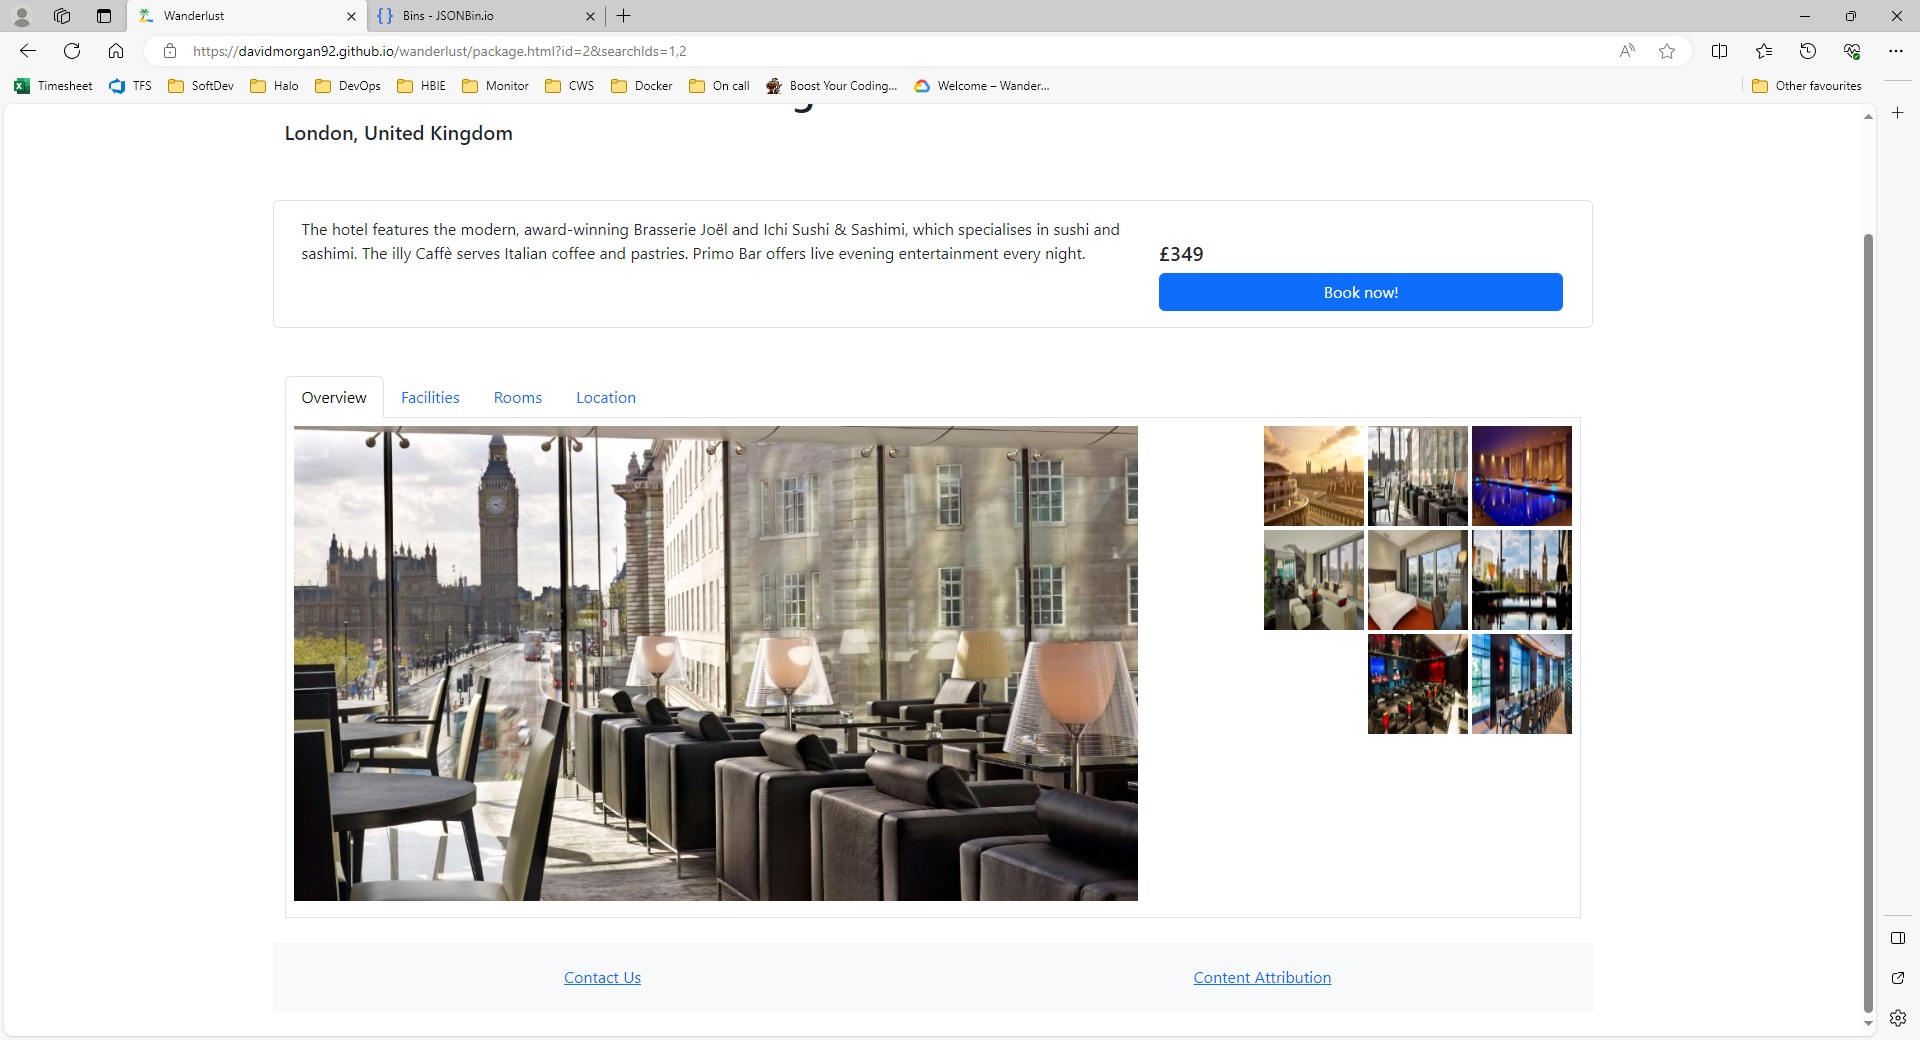 Wanderlust
Bins - JSONBin.io
https://davidmorgan92.github.io/wanderlust/package.html?id=2&searchIds=1,2
Timesheet
TFS
SoftDev
Halo
DevOps
HBIE
Monitor
CWS
Docker
On call
Boost Your Coding...
Welcome – Wander...
Other favourites
London, United Kingdom
The hotel features the modern, award-winning Brasserie Joël and Ichi Sushi & Sashimi, which specialises in sushi and
sashimi. The illy Caffè serves Italian coffee and pastries. Primo Bar offers live evening entertainment every night.
£349
Book now!
Overview
Facilities
Rooms
Location
Contact Us
Content Attribution